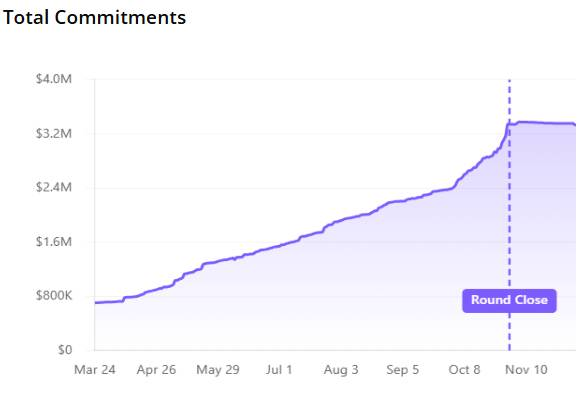 Total Commitments
$4.0M
$3.2M
$2.4M
$1.6M
$800K
$0
Round Close
Mar 24 Apr 26 May 29 Jul 1 Aug 3 Sep 5 Oct 8 Nov 10